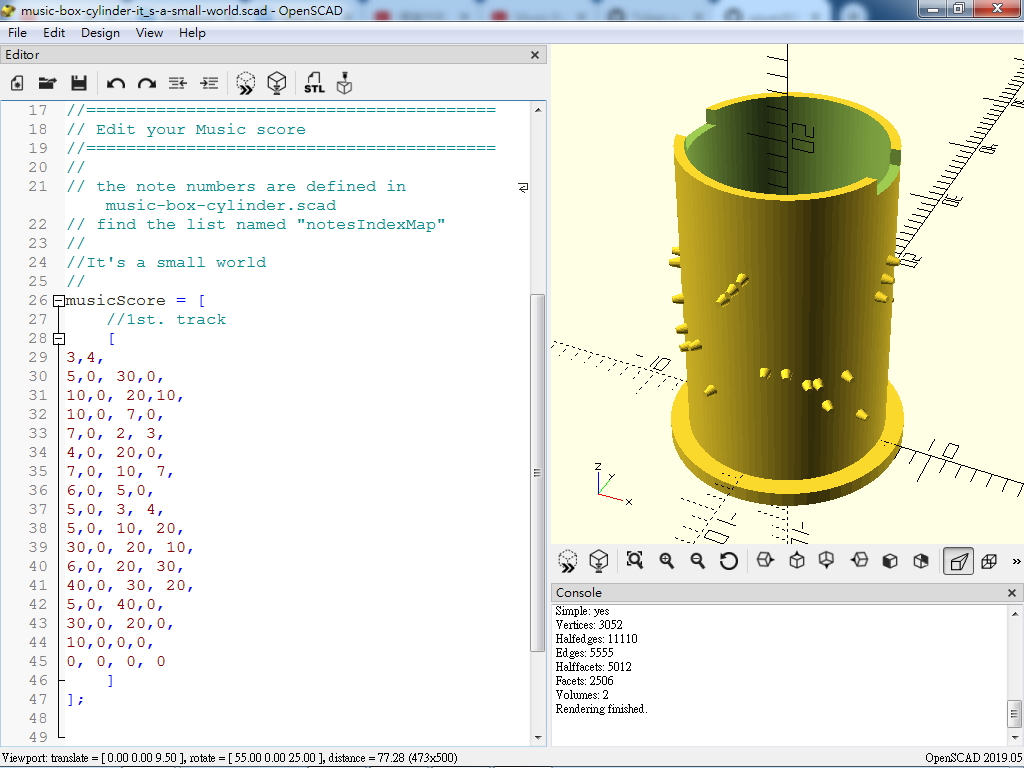 music-box-cylinder-it_s-a-small-world.scad - OpenSCAD
File Edit Design View Help
Editor
STL
17 //=========================================
18 // Edit your Music score
19 //=========================================
20 //
21 // the note numbers are defined in
music-box-cylinder.scad
22 // find the list named "notesIndexMap"
23 //
24 //It's a small world
25 //
26 musicScore = [
27 //1st. track
28 [
29 3,4,
30 5,0, 30,0,
31 10,0, 20,10,
32 10,0, 7,0,
33 7,0, 2, 3,
34 4,0, 20,0,
35 7,0, 10, 7,
36 6,0, 5,0,
37 5,0, 3, 4,
38 5,0, 10, 20,
39 30,0, 20, 10,
40 6,0, 20, 30,
41 40,0, 30, 20,
42 5,0, 40,0,
43 30,0, 20,0,
44 10,0,0,0,
45 0, 0, 0, 0
46 ]
47 ];
48
49
20
10
-10
z
y
x
»
Console
Simple: yes
Vertices: 3052
Halfedges: 11110
Edges: 5555
Halffacets: 5012
Facets: 2506
Volumes: 2
Rendering finished.
Viewport: translate = [ 0.00 0.00 9.50 ], rotate = [ 55.00 0.00 25.00 ], distance = 77.28 (473x500)
OpenSCAD 2019.05